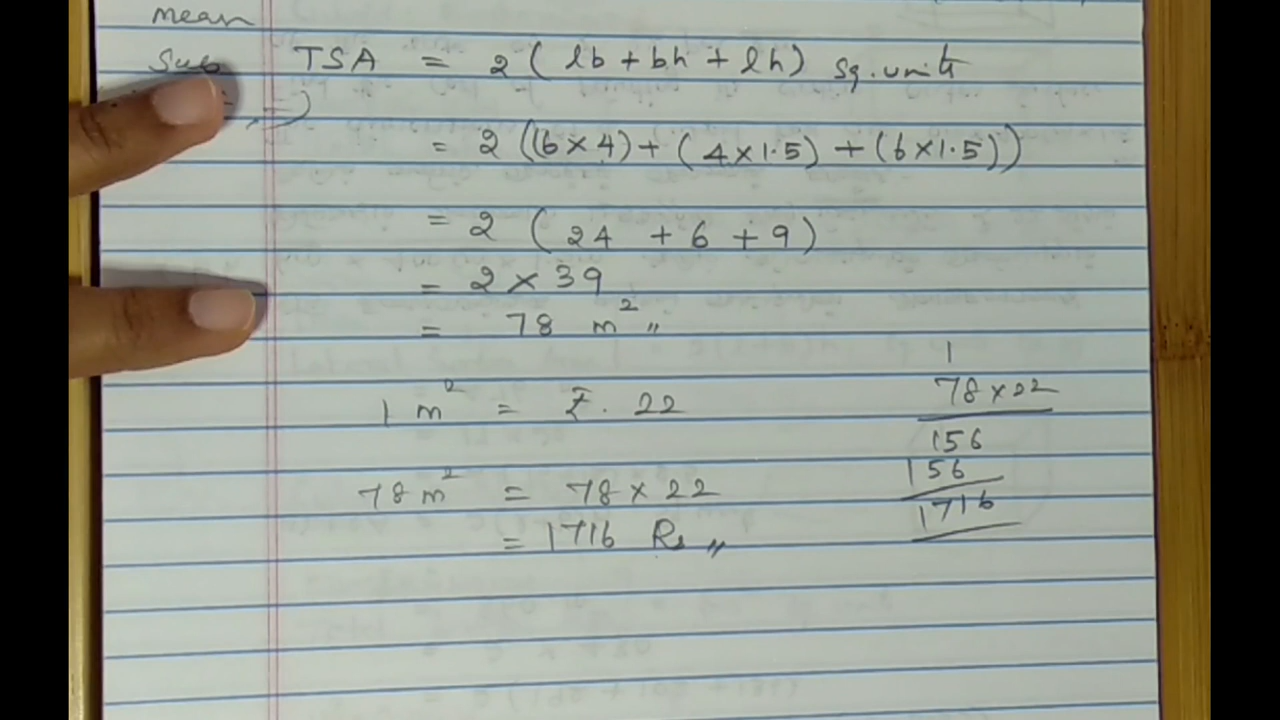 mean
Sub TSA = 2 ( lb + bh + lh) sq. units
= 2 ((6 × 4) + ( 4 × 1.5) + (6 × 1.5))
= 2 ( 24 + 6 + 9)
= 2 × 39
= 78 m² 〃
1 m² = ₹. 22
78 m² = 78 × 22
= 1716 Rs 〃
1
78 × 22
156
156
1716